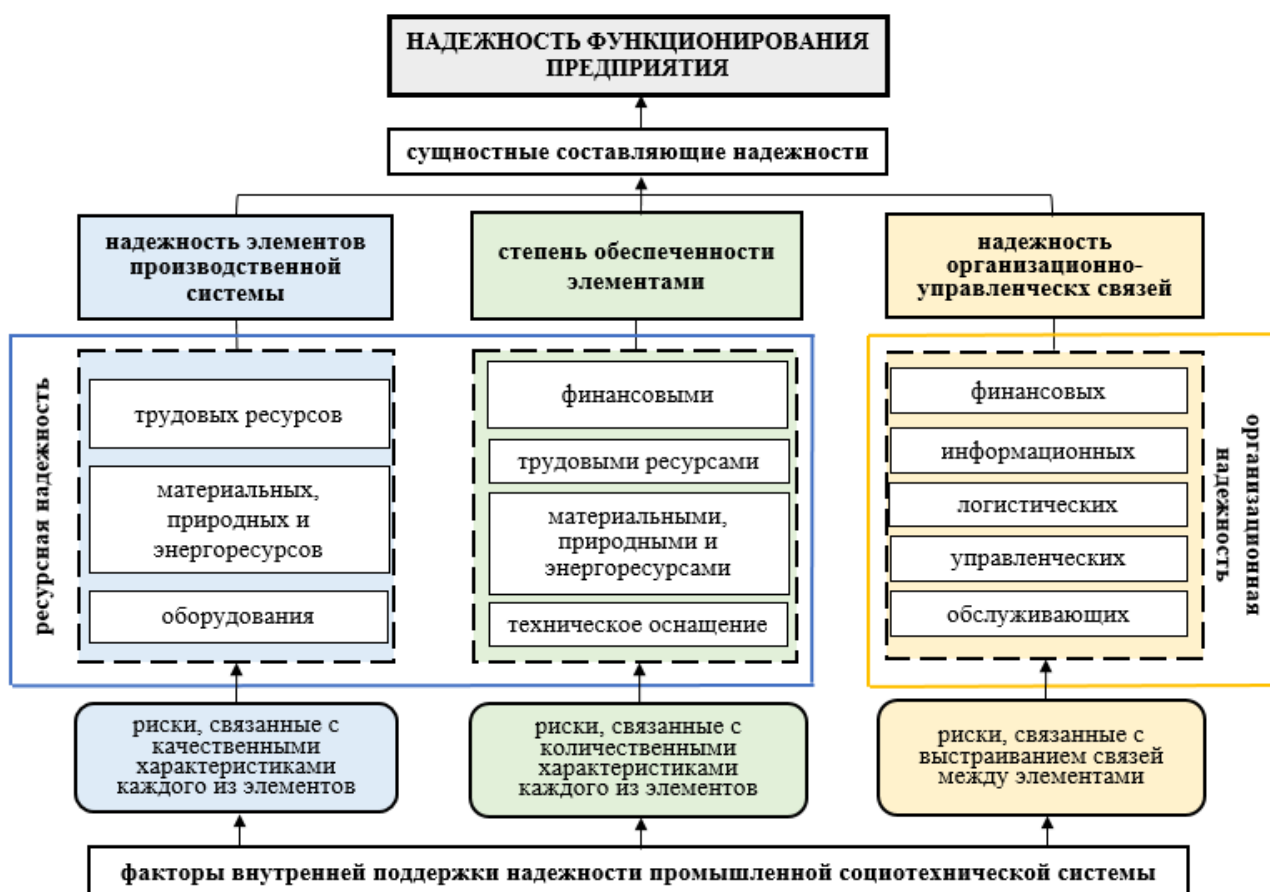 НАДЕЖНОСТЬ ФУНКЦИОНИРОВАНИЯ
ПРЕДПРИЯТИЯ
сущностные составляющие надежности
надежность элементов
производственной
системы
степень обеспеченности
элементами
надежность
организационно-
управленческх связей
ресурсная надежность
трудовых ресурсов
материальных,
природных и
энергоресурсов
оборудования
финансовыми
трудовыми ресурсами
материальными,
природными и
энергоресурсами
техническое оснащение
финансовых
информационных
логистических
управленческих
обслуживающих
организационная
надежность
риски, связанные с
качественными
характеристиками
каждого из элементов
риски, связанные с
количественными
характеристиками
каждого из элементов
риски, связанные с
выстраиванием связей
между элементами
факторы внутренней поддержки надежности промышленной социотехнической системы